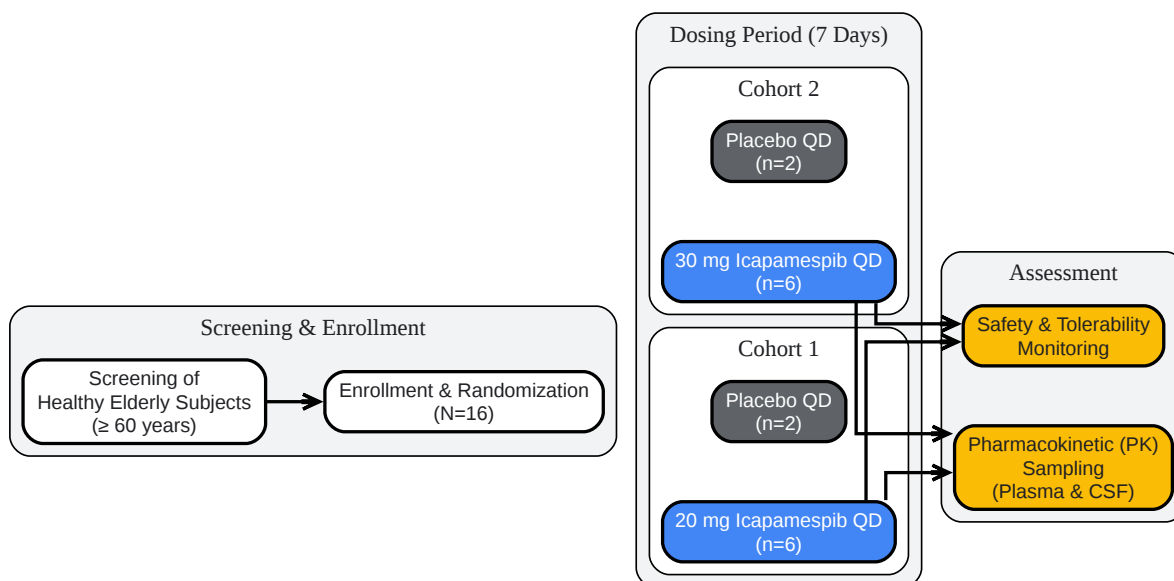 Screening & Enrollment
Screening of
Healthy Elderly Subjects
(≥ 60 years)
Enrollment & Randomization
(N=16)
Dosing Period (7 Days)
Cohort 2
Placebo QD
(n=2)
30 mg Icapamespib QD
(n=6)
Cohort 1
Placebo QD
(n=2)
20 mg Icapamespib QD
(n=6)
Assessment
Safety & Tolerability
Monitoring
Pharmacokinetic (PK)
Sampling
(Plasma & CSF)